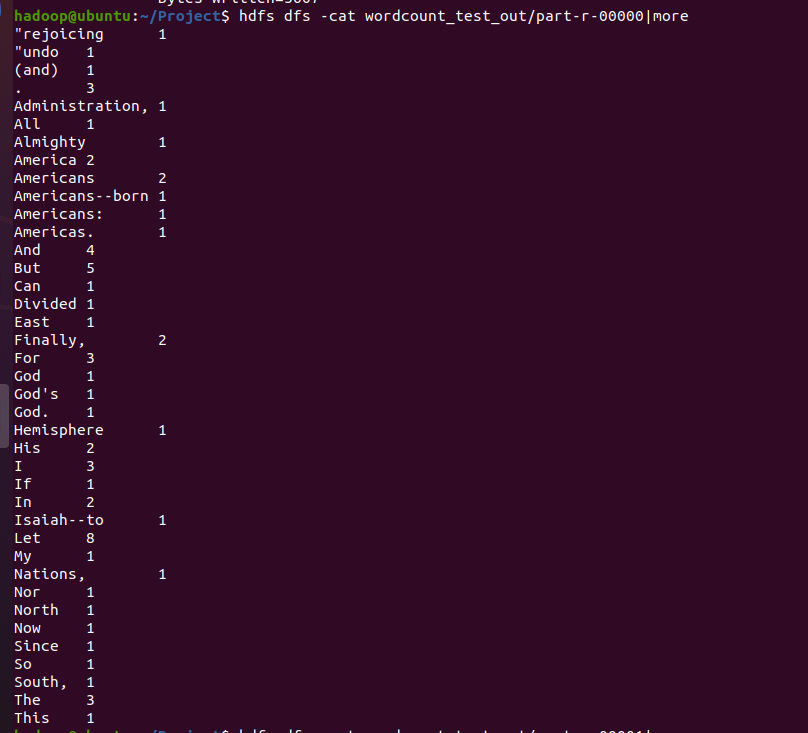 hadoop@ubuntu:~/Project$ hdfs dfs -cat wordcount_test_out/part-r-00000|more
"rejoicing 1
"undo 1
(and) 1
. 3
Administration, 1
All 1
Almighty 1
America 2
Americans 2
Americans--born 1
Americans: 1
Americas. 1
And 4
But 5
Can 1
Divided 1
East 1
Finally, 2
For 3
God 1
God's 1
God. 1
Hemisphere 1
His 2
I 3
If 1
In 2
Isaiah--to 1
Let 8
My 1
Nations, 1
Nor 1
North 1
Now 1
Since 1
So 1
South, 1
The 3
This 1